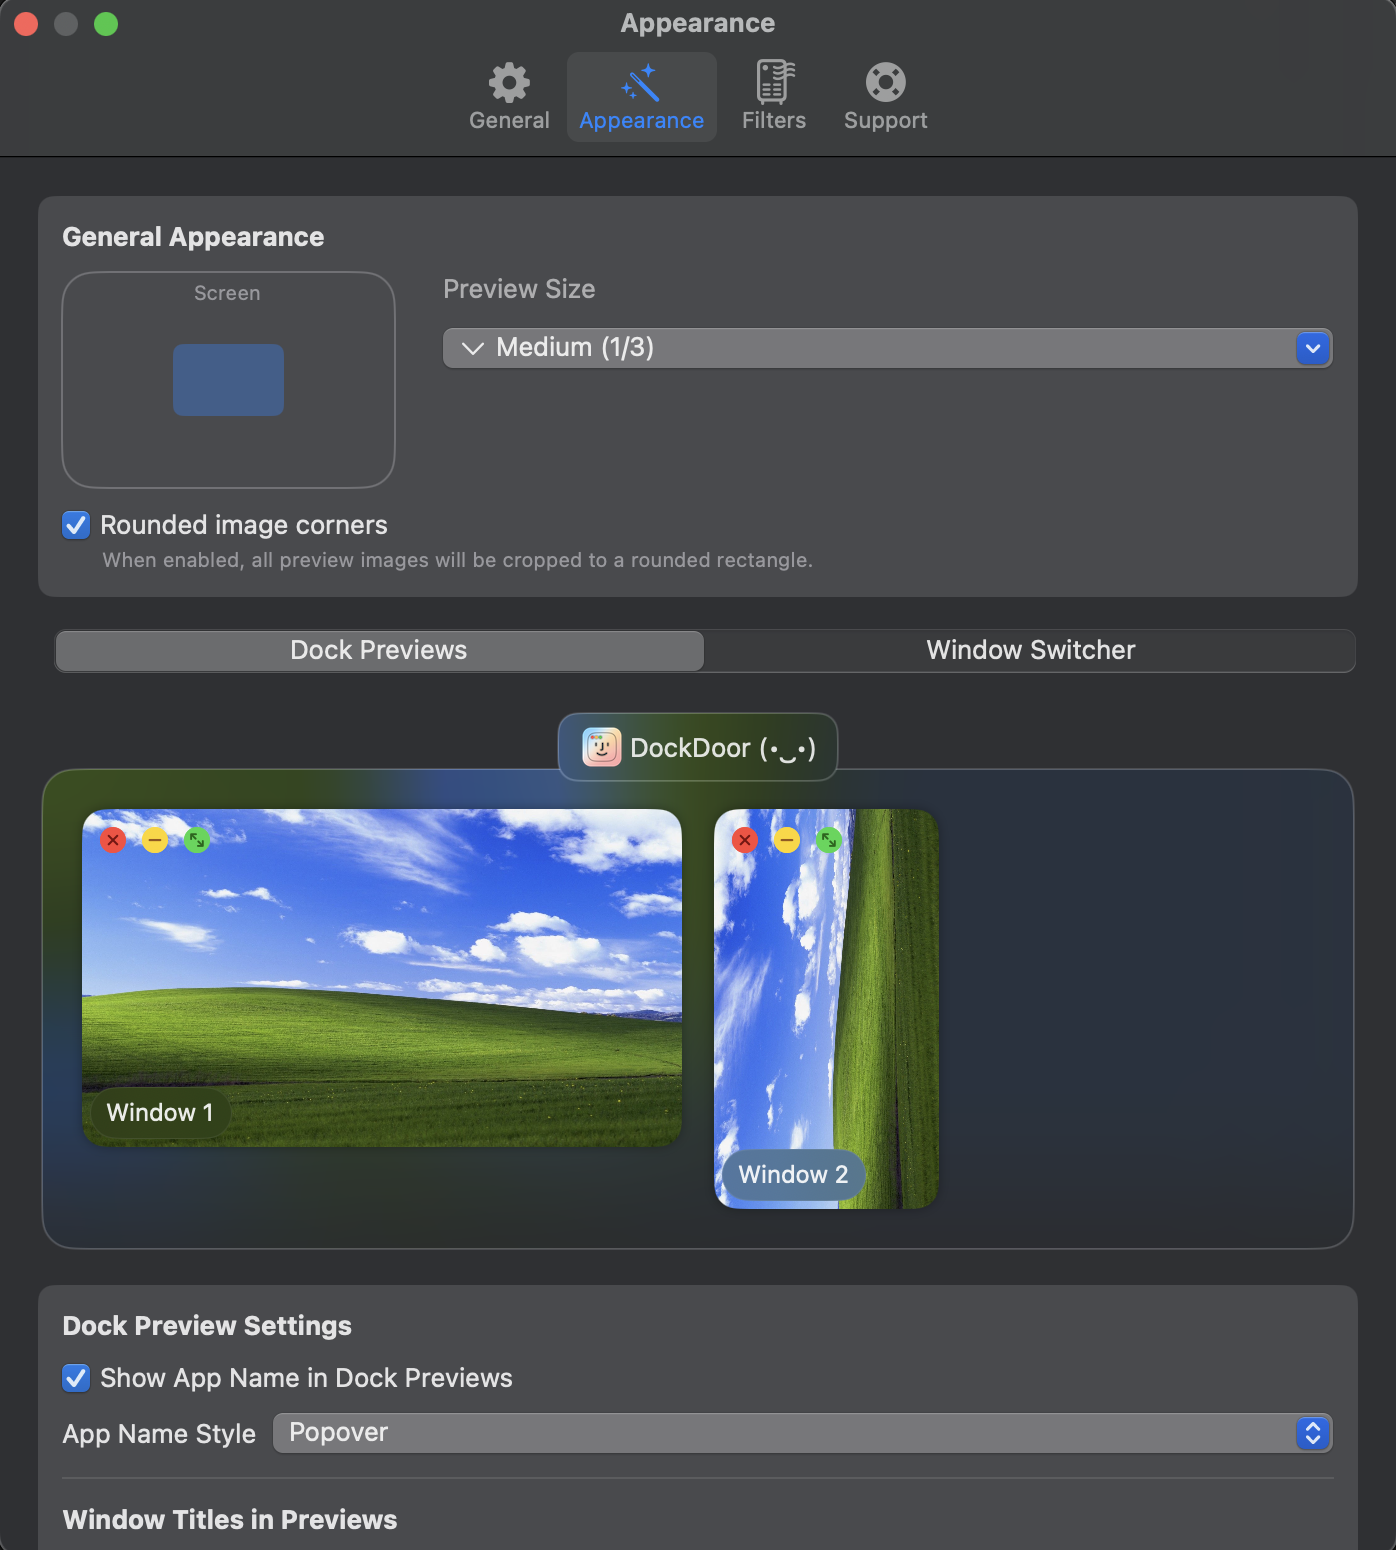 Appearance
General
Appearance
Filters
Support
General Appearance
Screen
Preview Size
Medium (1/3)
Rounded image corners
When enabled, all preview images will be cropped to a rounded rectangle.
Dock Previews
Window Switcher
DockDoor (•‿•)
Window 1
Window 2
Dock Preview Settings
Show App Name in Dock Previews
App Name Style
Popover
Window Titles in Previews